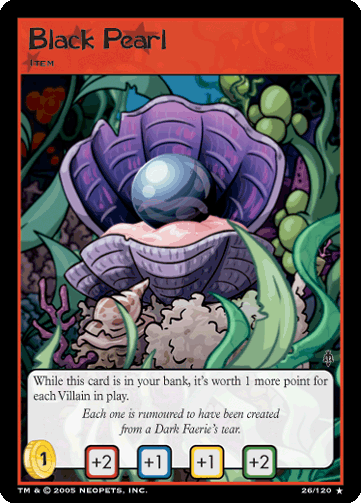 Black Pearl
Item
While this card is in your bank, it's worth 1 more point for
each Villain in play.
Each one is rumoured to have been created
from a Dark Faerie's tear.
1 +2 +1 +1 +2
TM & © 2005 NEOPETS, INC. 26/120 ★